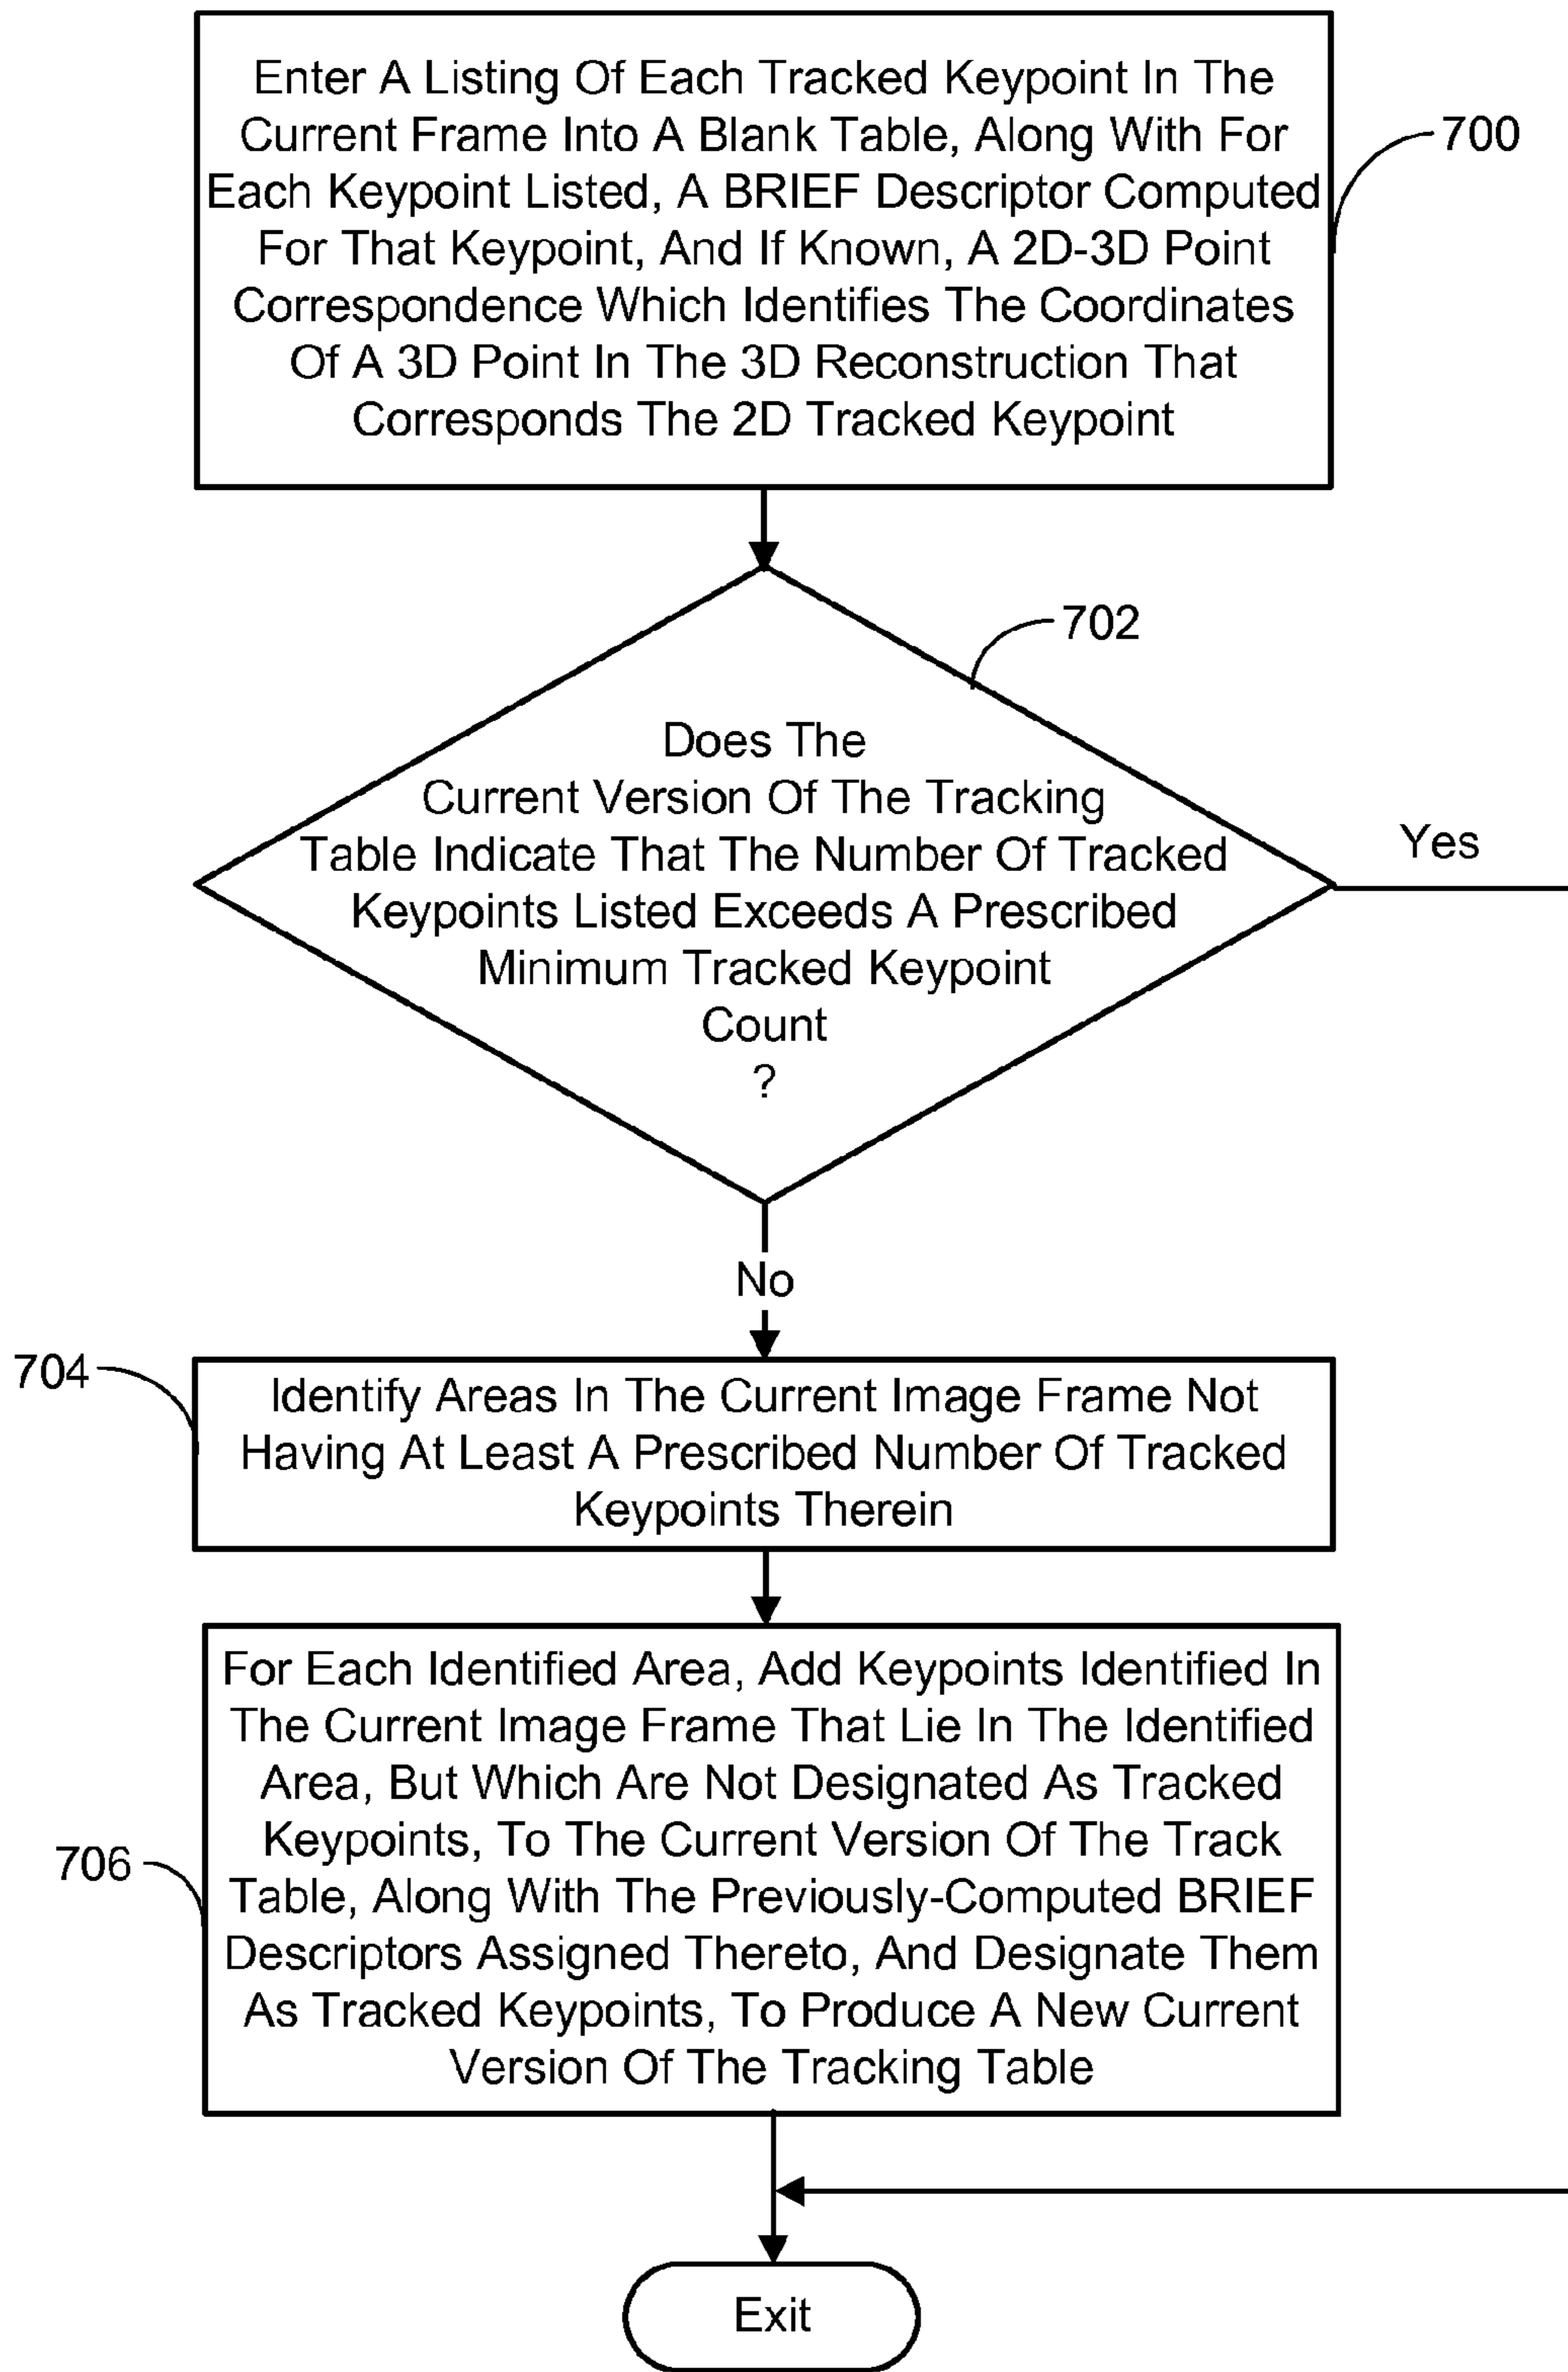 Enter A Listing Of Each Tracked Keypoint In The
Current Frame Into A Blank Table, Along With For
Each Keypoint Listed, A BRIEF Descriptor Computed
For That Keypoint, And If Known, A 2D-3D Point
Correspondence Which Identifies The Coordinates
Of A 3D Point In The 3D Reconstruction That
Corresponds The 2D Tracked Keypoint
700
702
Does The
Current Version Of The Tracking
Table Indicate That The Number Of Tracked
Keypoints Listed Exceeds A Prescribed
Minimum Tracked Keypoint
Count
?
Yes
No
704
Identify Areas In The Current Image Frame Not
Having At Least A Prescribed Number Of Tracked
Keypoints Therein
706
For Each Identified Area, Add Keypoints Identified In
The Current Image Frame That Lie In The Identified
Area, But Which Are Not Designated As Tracked
Keypoints, To The Current Version Of The Track
Table, Along With The Previously-Computed BRIEF
Descriptors Assigned Thereto, And Designate Them
As Tracked Keypoints, To Produce A New Current
Version Of The Tracking Table
Exit